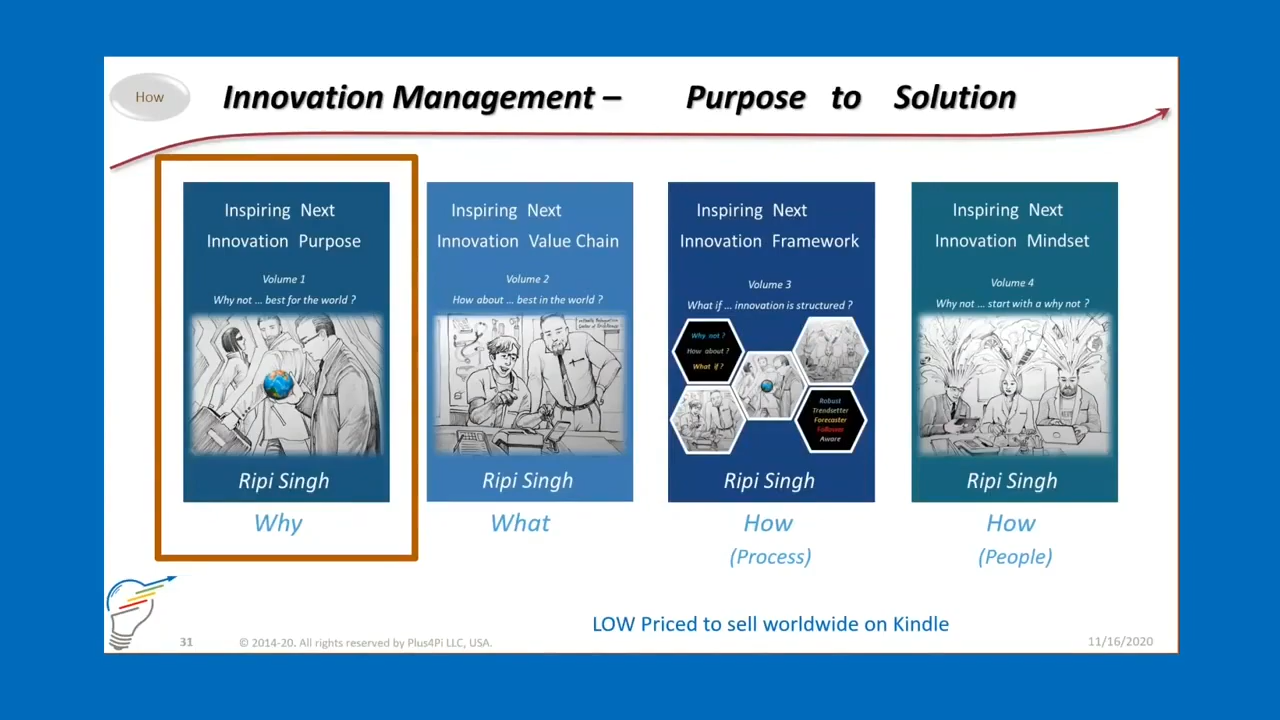 How
Innovation Management – Purpose to Solution
Inspiring Next
Innovation Purpose
Volume 1
Why not ... best for the world ?
Ripi Singh
Why
Inspiring Next
Innovation Value Chain
Volume 2
How about ... best in the world ?
Ripi Singh
What
Inspiring Next
Innovation Framework
Volume 3
What if ... innovation is structured ?
Why not ?
How about ?
What if ?
Robust
Trendsetter
Forecaster
Follower
Aware
Ripi Singh
How
(Process)
Inspiring Next
Innovation Mindset
Volume 4
Why not ... start with a why not ?
Ripi Singh
How
(People)
LOW Priced to sell worldwide on Kindle
31
© 2014-20. All rights reserved by Plus4Pi LLC, USA.
11/16/2020